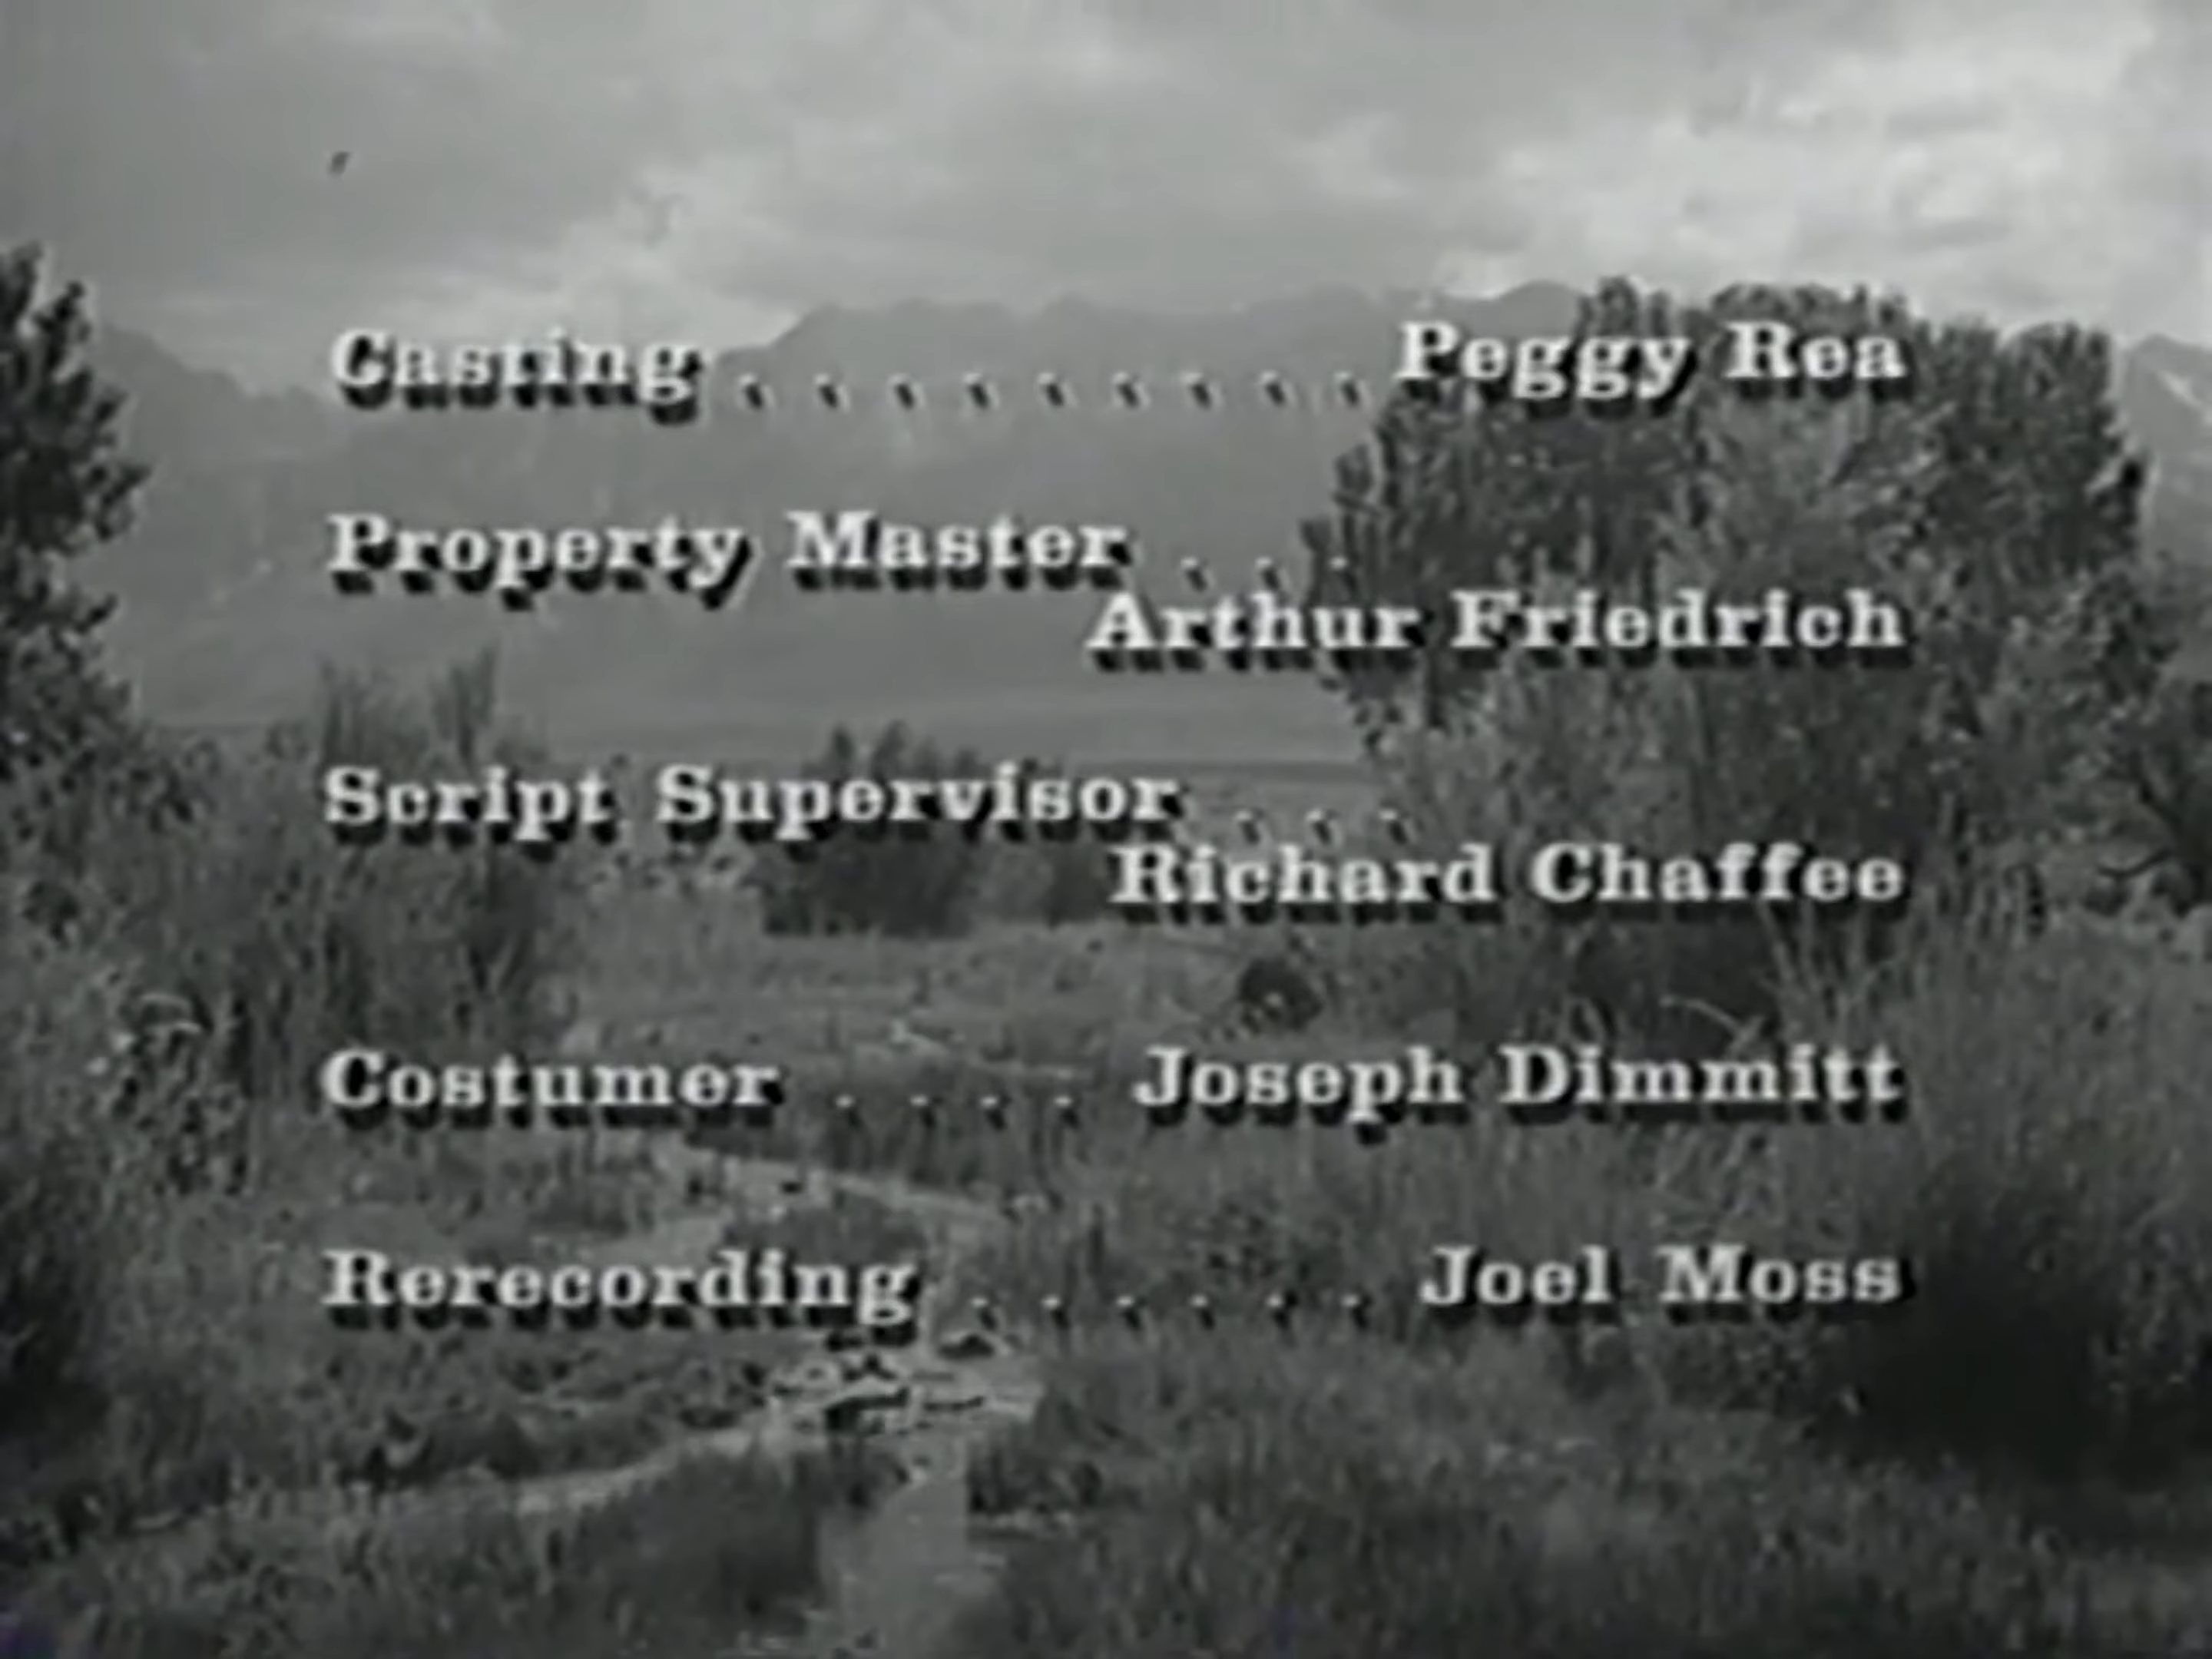 Casting . . . . . . . . . Peggy Rea
Property Master . . .
Arthur Friedrich
Script Supervisor . . .
Richard Chaffee
Costumer . . . . Joseph Dimmitt
Rerecording . . . . . . Joel Moss